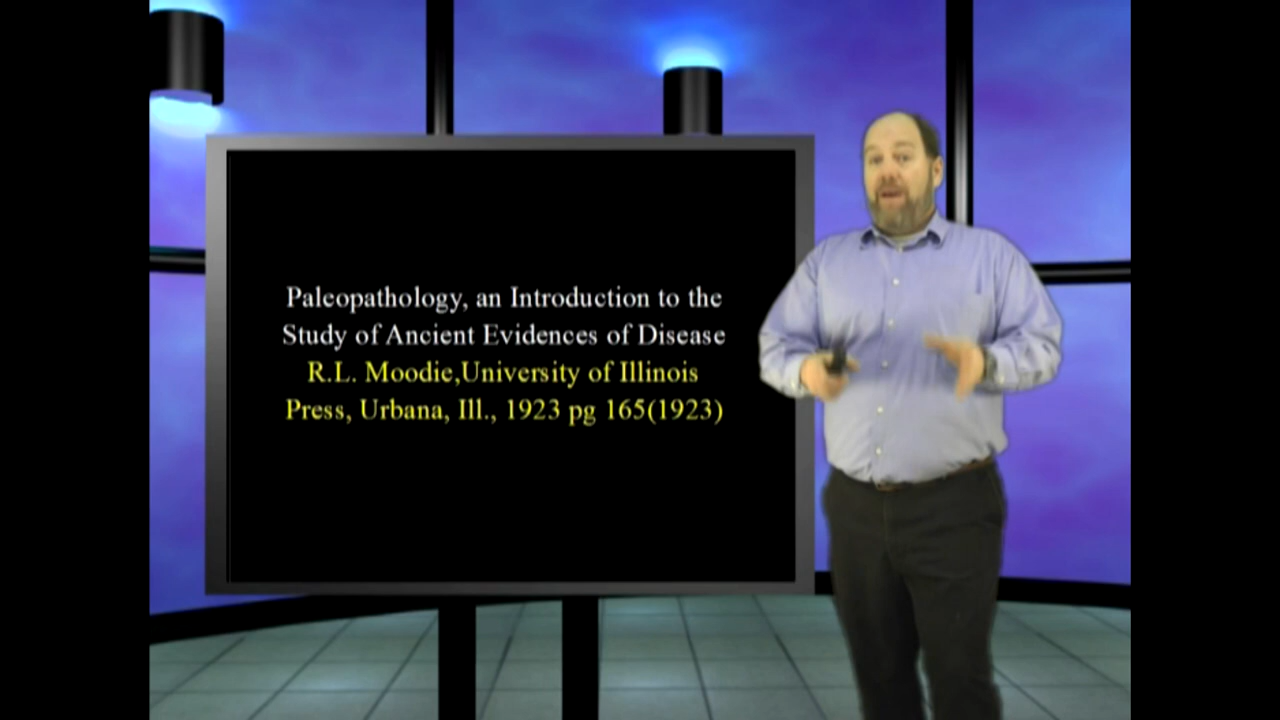 Paleopathology, an Introduction to the
Study of Ancient Evidences of Disease
R.L. Moodie,University of Illinois
Press, Urbana, Ill., 1923 pg 165(1923)